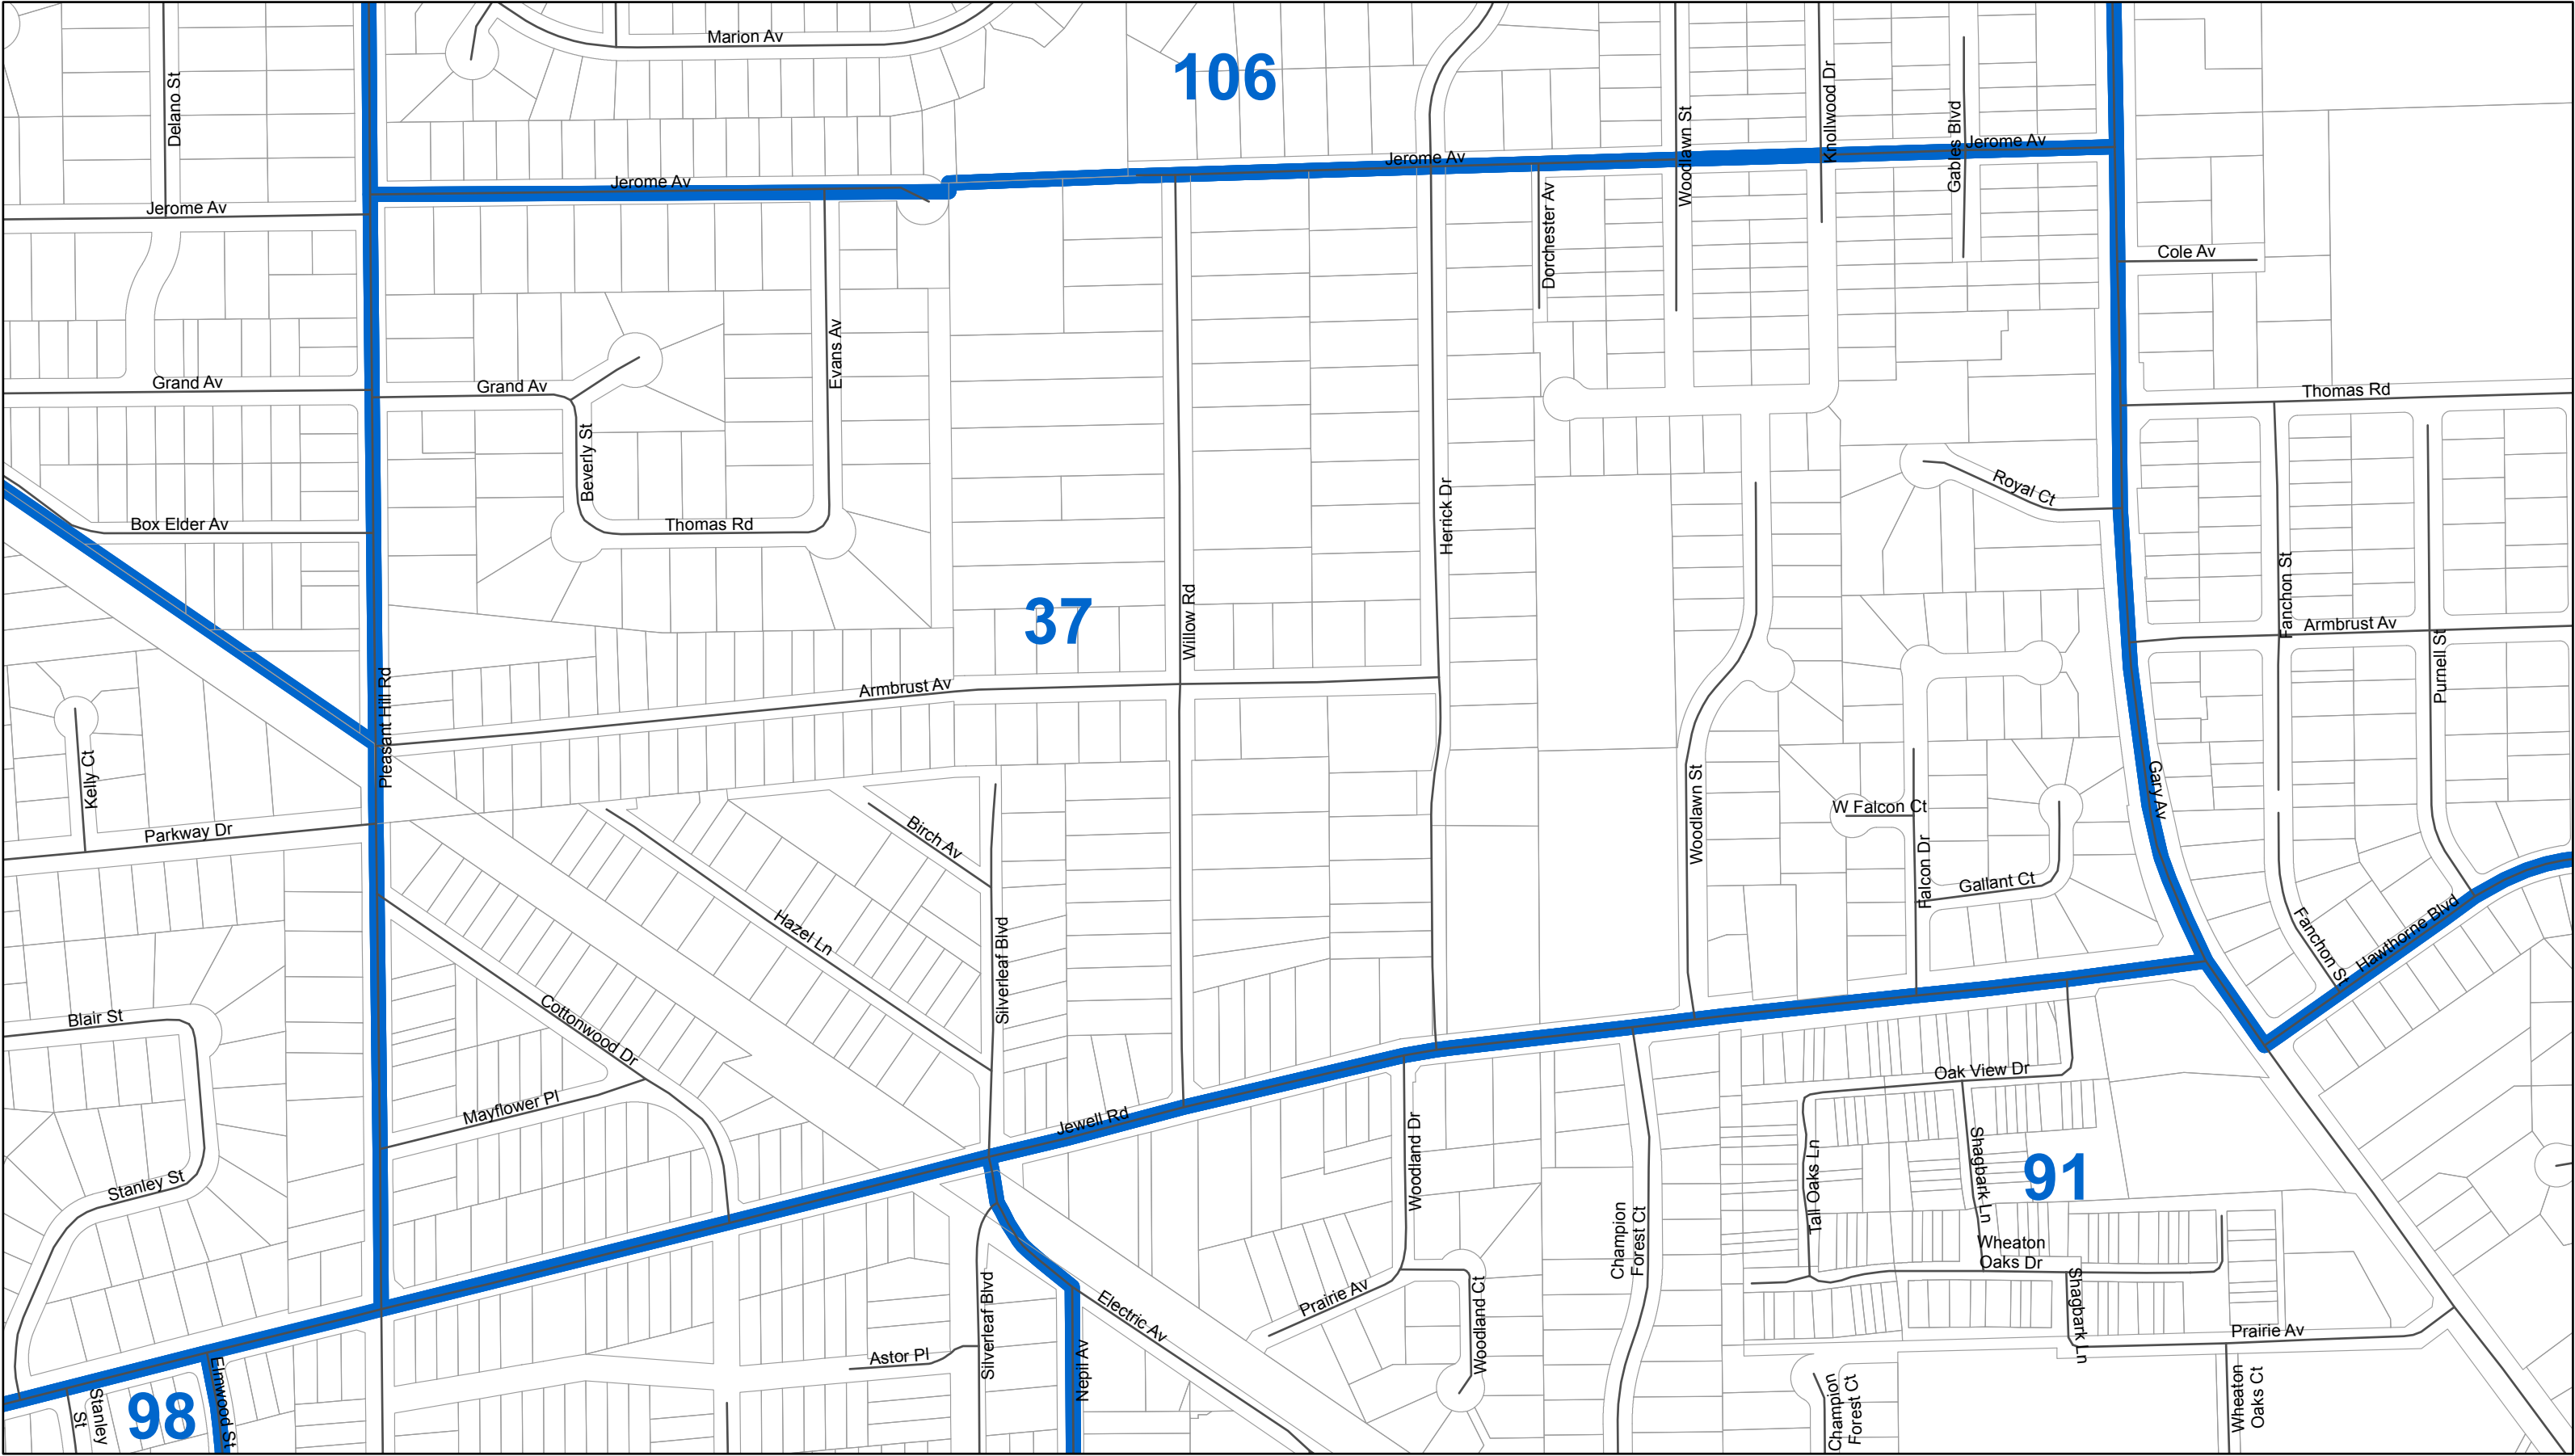 Marion Av
106
Delano St
Knollwood Dr
Woodlawn St
Gables Blvd
Jerome Av
Jerome Av
Jerome Av
Jerome Av
Dorchester Av
Cole Av
Evans Av
Grand Av
Grand Av
Thomas Rd
Beverly St
Royal Ct
Herrick Dr
Box Elder Av
Thomas Rd
Fanchon St
37
Willow Rd
Armbrust Av
Purnell St
Pleasant Hill Rd
Armbrust Av
Kelly Ct
Gary Av
W Falcon Ct
Woodlawn St
Parkway Dr
Birch Av
Falcon Dr
Gallant Ct
Hazel Ln
Silverleaf Blvd
Fanchon St
Hawthorne Blvd
Blair St
Cottonwood Dr
Oak View Dr
Mayflower Pl
Jewell Rd
Woodland Dr
Tall Oaks Ln
Shagbark Ln
91
Stanley St
Champion
Forest Ct
Wheaton
Oaks Dr
Silverleaf Blvd
Electric Av
Prairie Av
Woodland Ct
Shagbark Ln
Prairie Av
Astor Pl
Nepil Av
98
Stanley
St
Elmwood St
Champion
Forest Ct
Wheaton
Oaks Ct